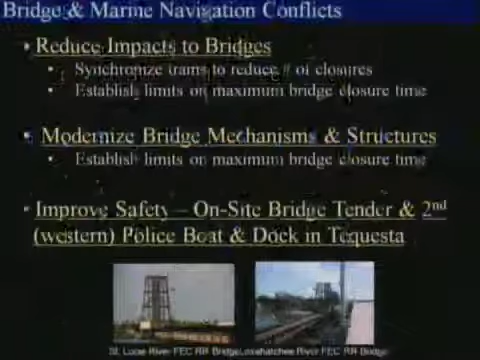 Bridge & Marine Navigation Conflicts
• Reduce Impacts to Bridges
• Synchronize trains to reduce # of closures
• Establish limits on maximum bridge closure time
• Modernize Bridge Mechanisms & Structures
• Establish limits on maximum bridge closure time
• Improve Safety – On-Site Bridge Tender & 2nd
(western) Police Boat & Dock in Tequesta
St. Lucie River FEC RR Bridge
Loxahatchee River FEC RR Bridge